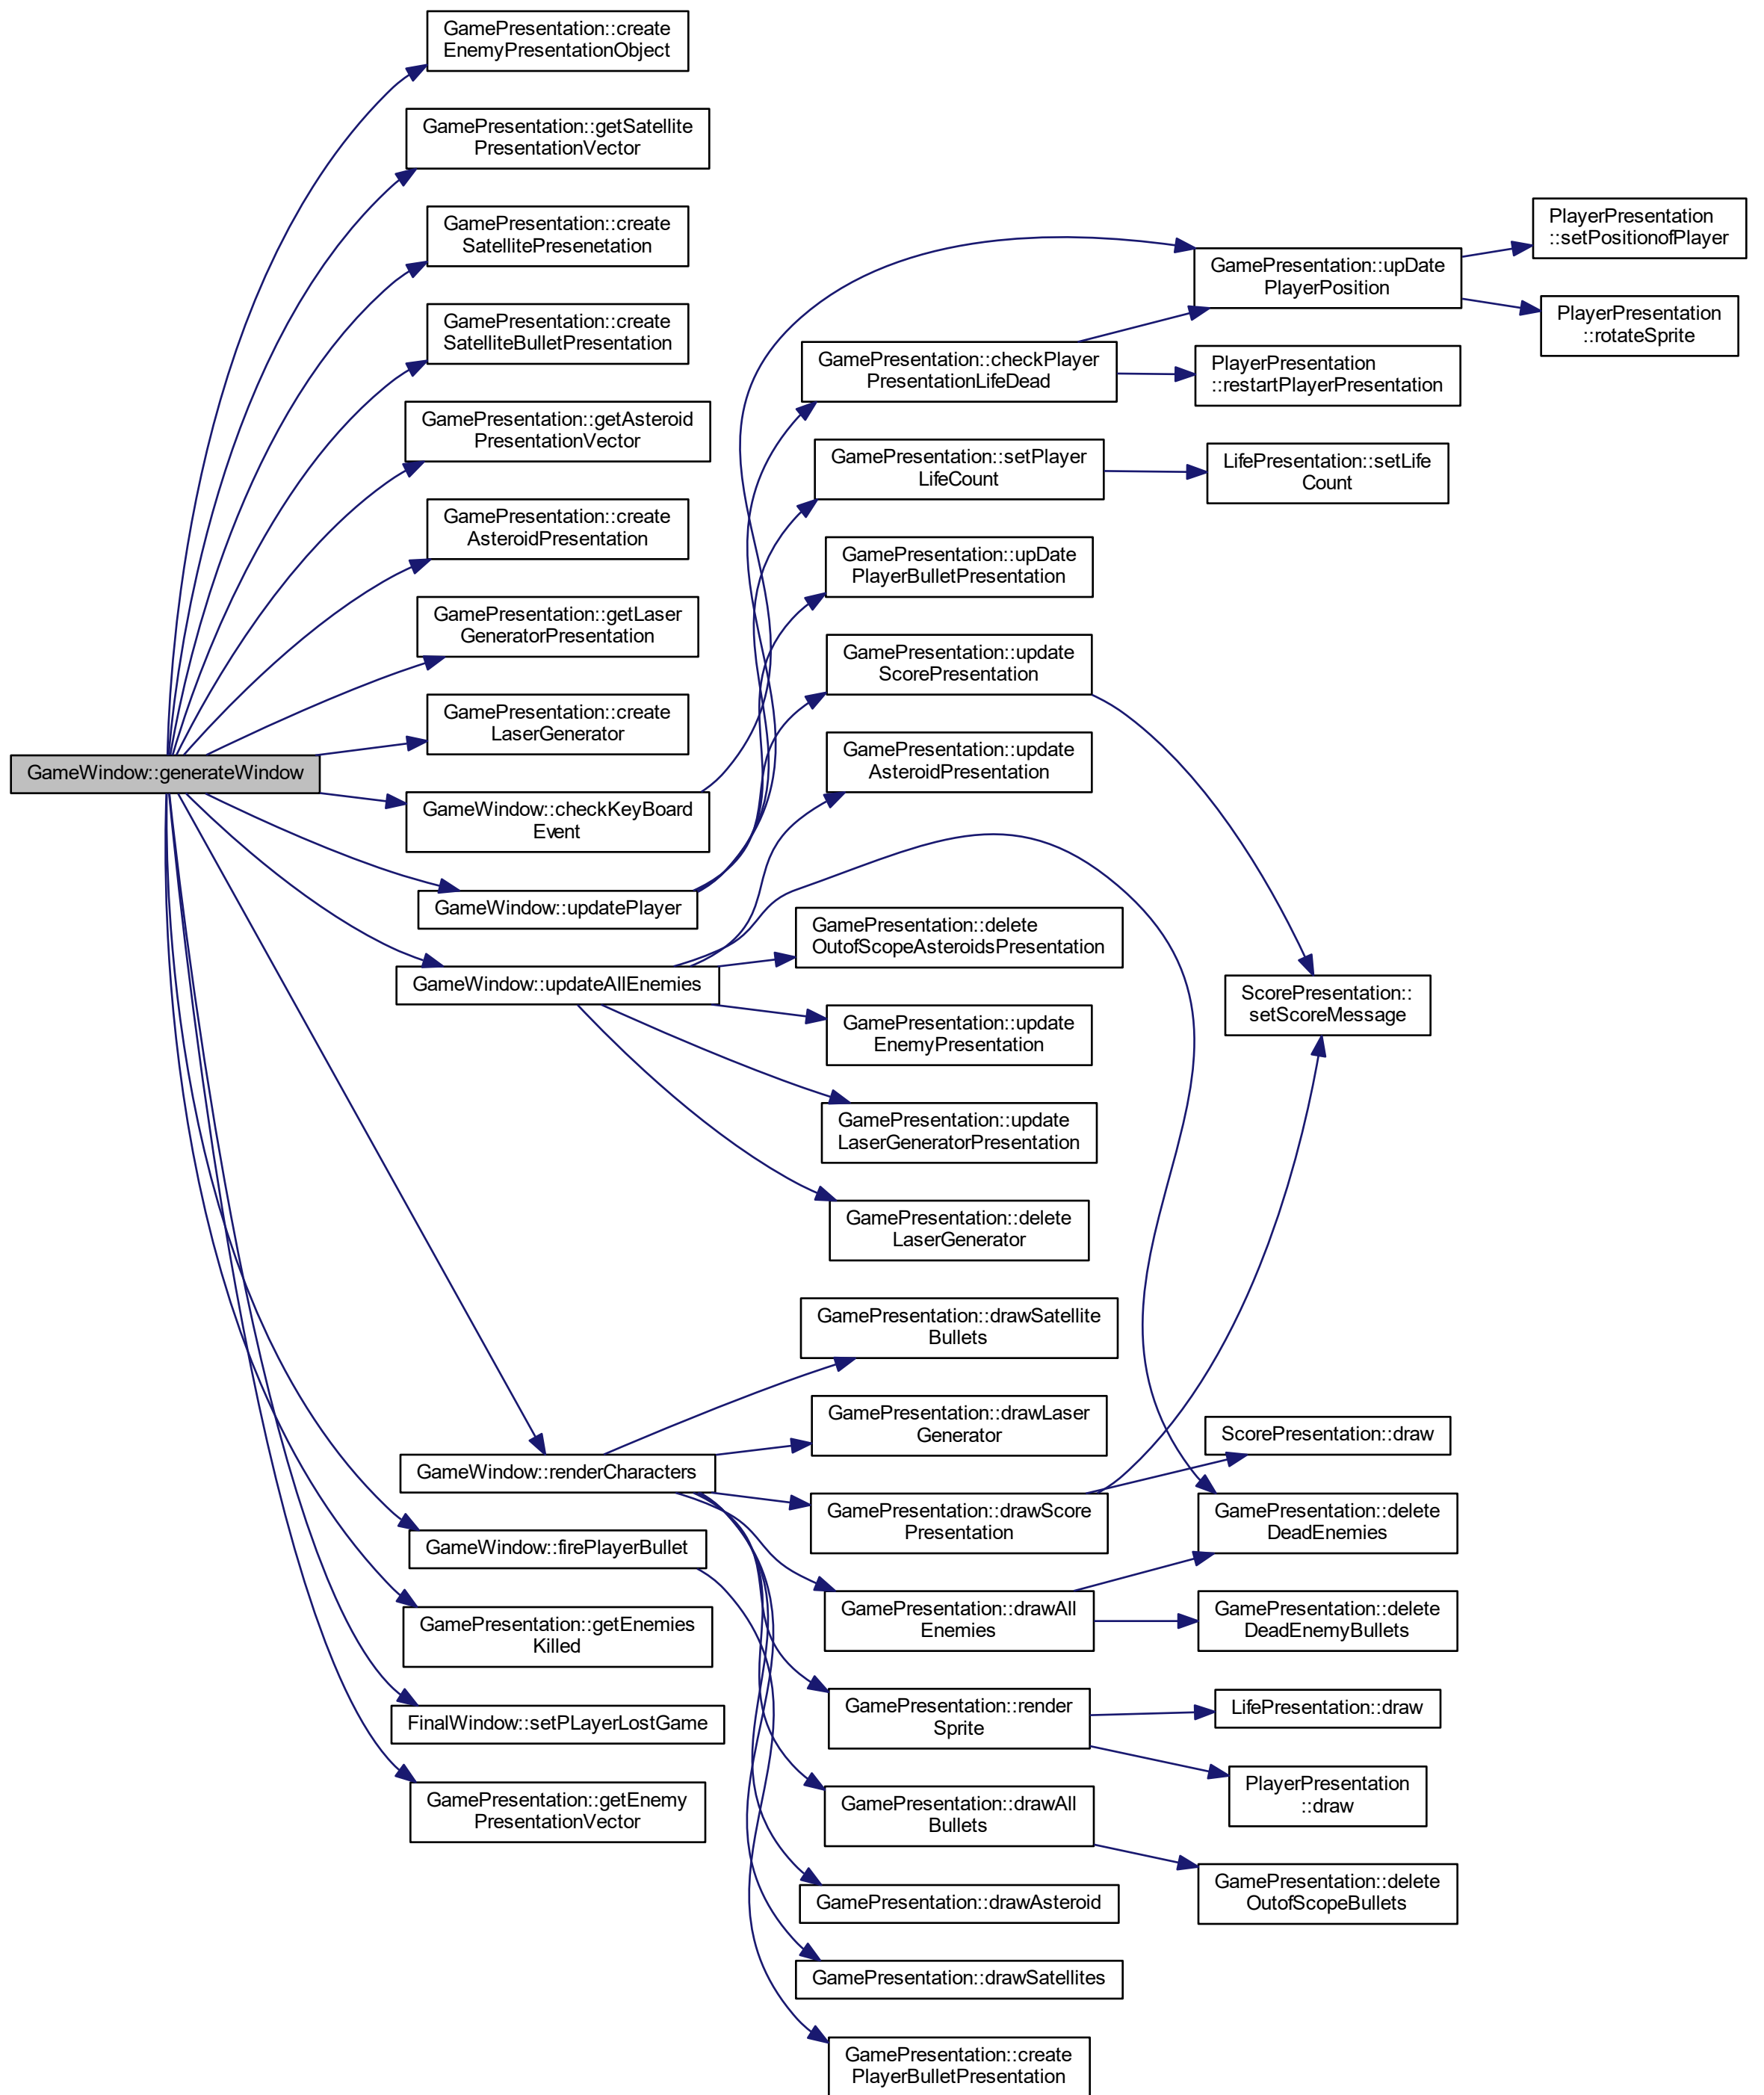 GamePresentation::create
EnemyPresentationObject
GamePresentation::getSatellite
PresentationVector
GamePresentation::create
SatellitePresenetation
GamePresentation::create
SatelliteBulletPresentation
GamePresentation::getAsteroid
PresentationVector
GamePresentation::create
AsteroidPresentation
GamePresentation::getLaser
GeneratorPresentation
GamePresentation::create
LaserGenerator
GameWindow::generateWindow
GameWindow::checkKeyBoard
Event
GameWindow::updatePlayer
GameWindow::updateAllEnemies
GameWindow::renderCharacters
GameWindow::firePlayerBullet
GamePresentation::getEnemies
Killed
FinalWindow::setPLayerLostGame
GamePresentation::getEnemy
PresentationVector
GamePresentation::checkPlayer
PresentationLifeDead
GamePresentation::setPlayer
LifeCount
GamePresentation::upDate
PlayerBulletPresentation
GamePresentation::update
ScorePresentation
GamePresentation::update
AsteroidPresentation
GamePresentation::delete
OutofScopeAsteroidsPresentation
GamePresentation::update
EnemyPresentation
GamePresentation::update
LaserGeneratorPresentation
GamePresentation::delete
LaserGenerator
GamePresentation::drawSatellite
Bullets
GamePresentation::drawLaser
Generator
GamePresentation::drawScore
Presentation
GamePresentation::drawAll
Enemies
GamePresentation::render
Sprite
GamePresentation::drawAll
Bullets
GamePresentation::drawAsteroid
GamePresentation::drawSatellites
GamePresentation::create
PlayerBulletPresentation
GamePresentation::upDate
PlayerPosition
PlayerPresentation
::restartPlayerPresentation
LifePresentation::setLife
Count
ScorePresentation::
setScoreMessage
ScorePresentation::draw
GamePresentation::delete
DeadEnemies
GamePresentation::delete
DeadEnemyBullets
LifePresentation::draw
PlayerPresentation
::draw
GamePresentation::delete
OutofScopeBullets
PlayerPresentation
::setPositionofPlayer
PlayerPresentation
::rotateSprite